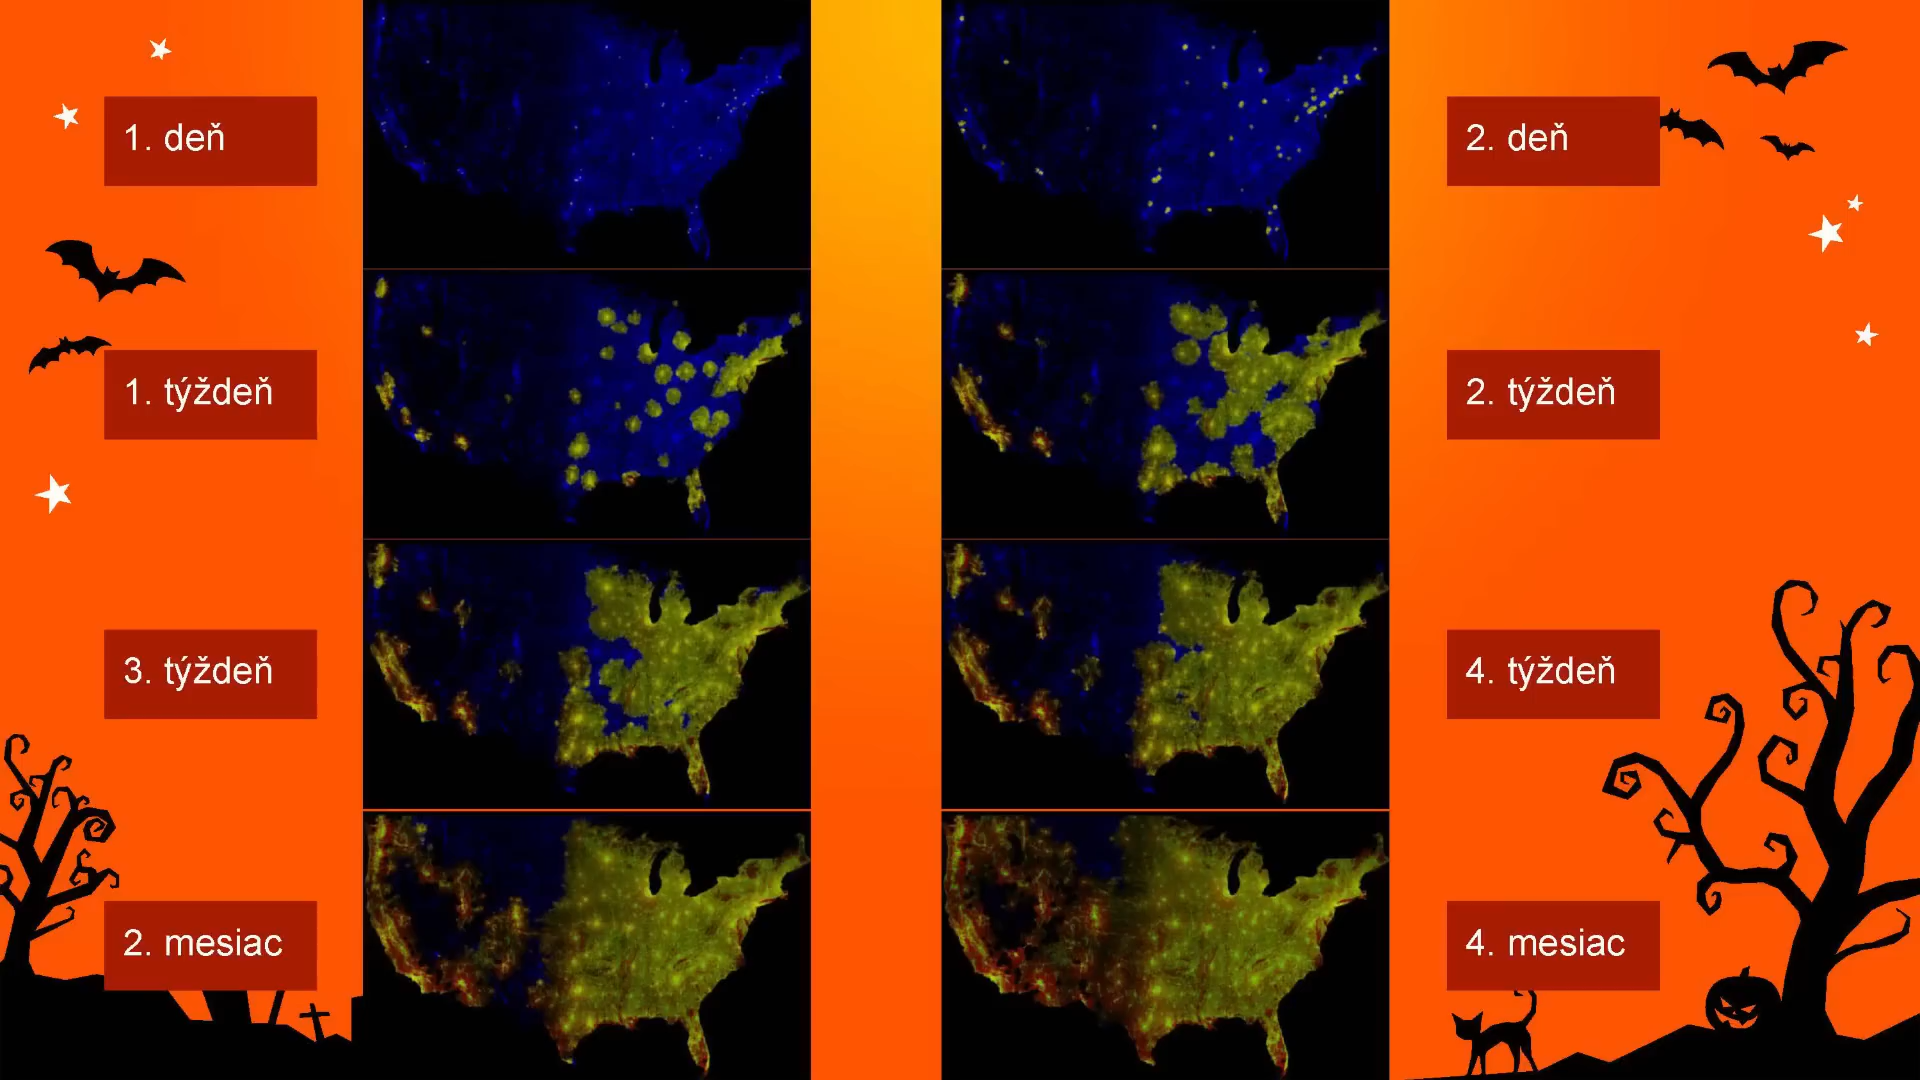 1. deň
2. deň
1. týždeň
2. týždeň
3. týždeň
4. týždeň
2. mesiac
4. mesiac